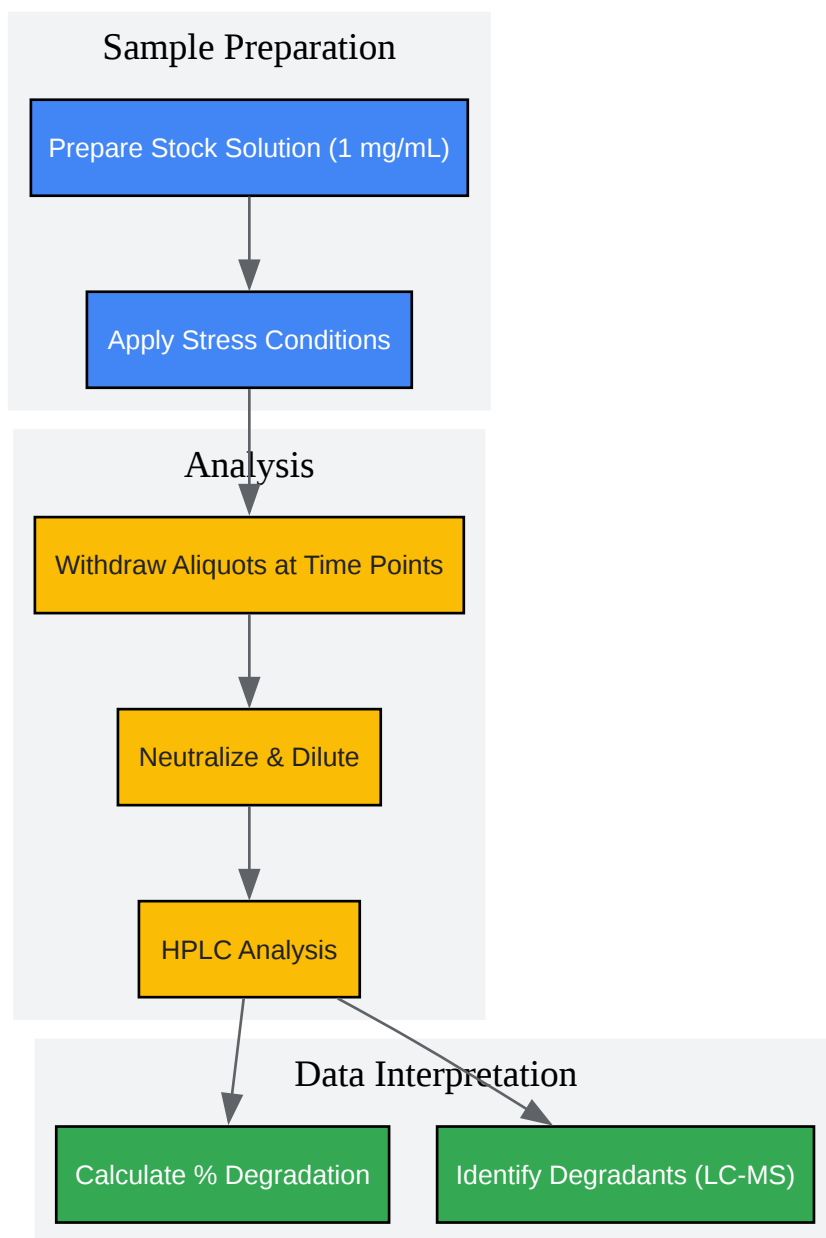 Sample Preparation
Prepare Stock Solution (1 mg/mL)
Apply Stress Conditions
Analysis
Withdraw Aliquots at Time Points
Neutralize & Dilute
HPLC Analysis
Data Interpretation
Calculate % Degradation
Identify Degradants (LC-MS)